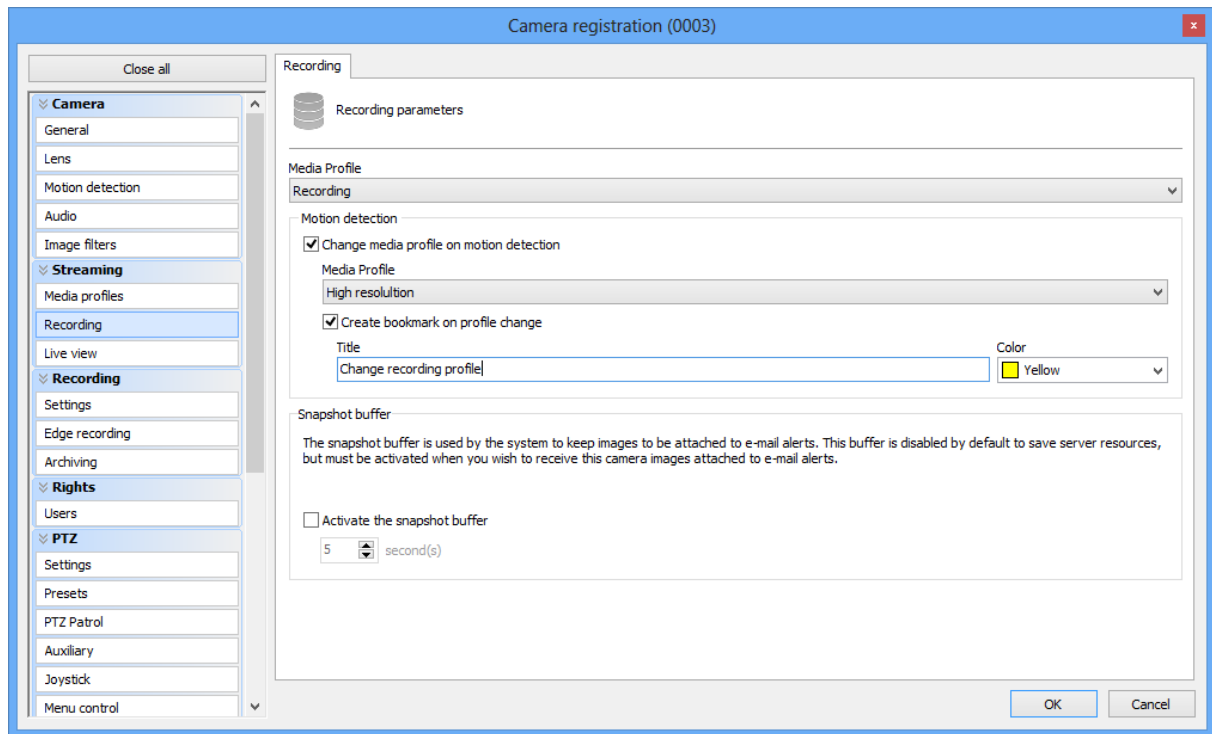 Camera registration (0003)
x
Close all
Camera
General
Lens
Motion detection
Audio
Image filters
Streaming
Media profiles
Recording
Live view
Recording
Settings
Edge recording
Archiving
Rights
Users
PTZ
Settings
Presets
PTZ Patrol
Auxiliary
Joystick
Menu control
Recording
Recording parameters
Media Profile
Recording
Motion detection
Change media profile on motion detection
Media Profile
High resolultion
Create bookmark on profile change
Title
Color
Change recording profile
Yellow
Snapshot buffer
The snapshot buffer is used by the system to keep images to be attached to e-mail alerts. This buffer is disabled by default to save server resources,
but must be activated when you wish to receive this camera images attached to e-mail alerts.
Activate the snapshot buffer
5 second(s)
OK
Cancel